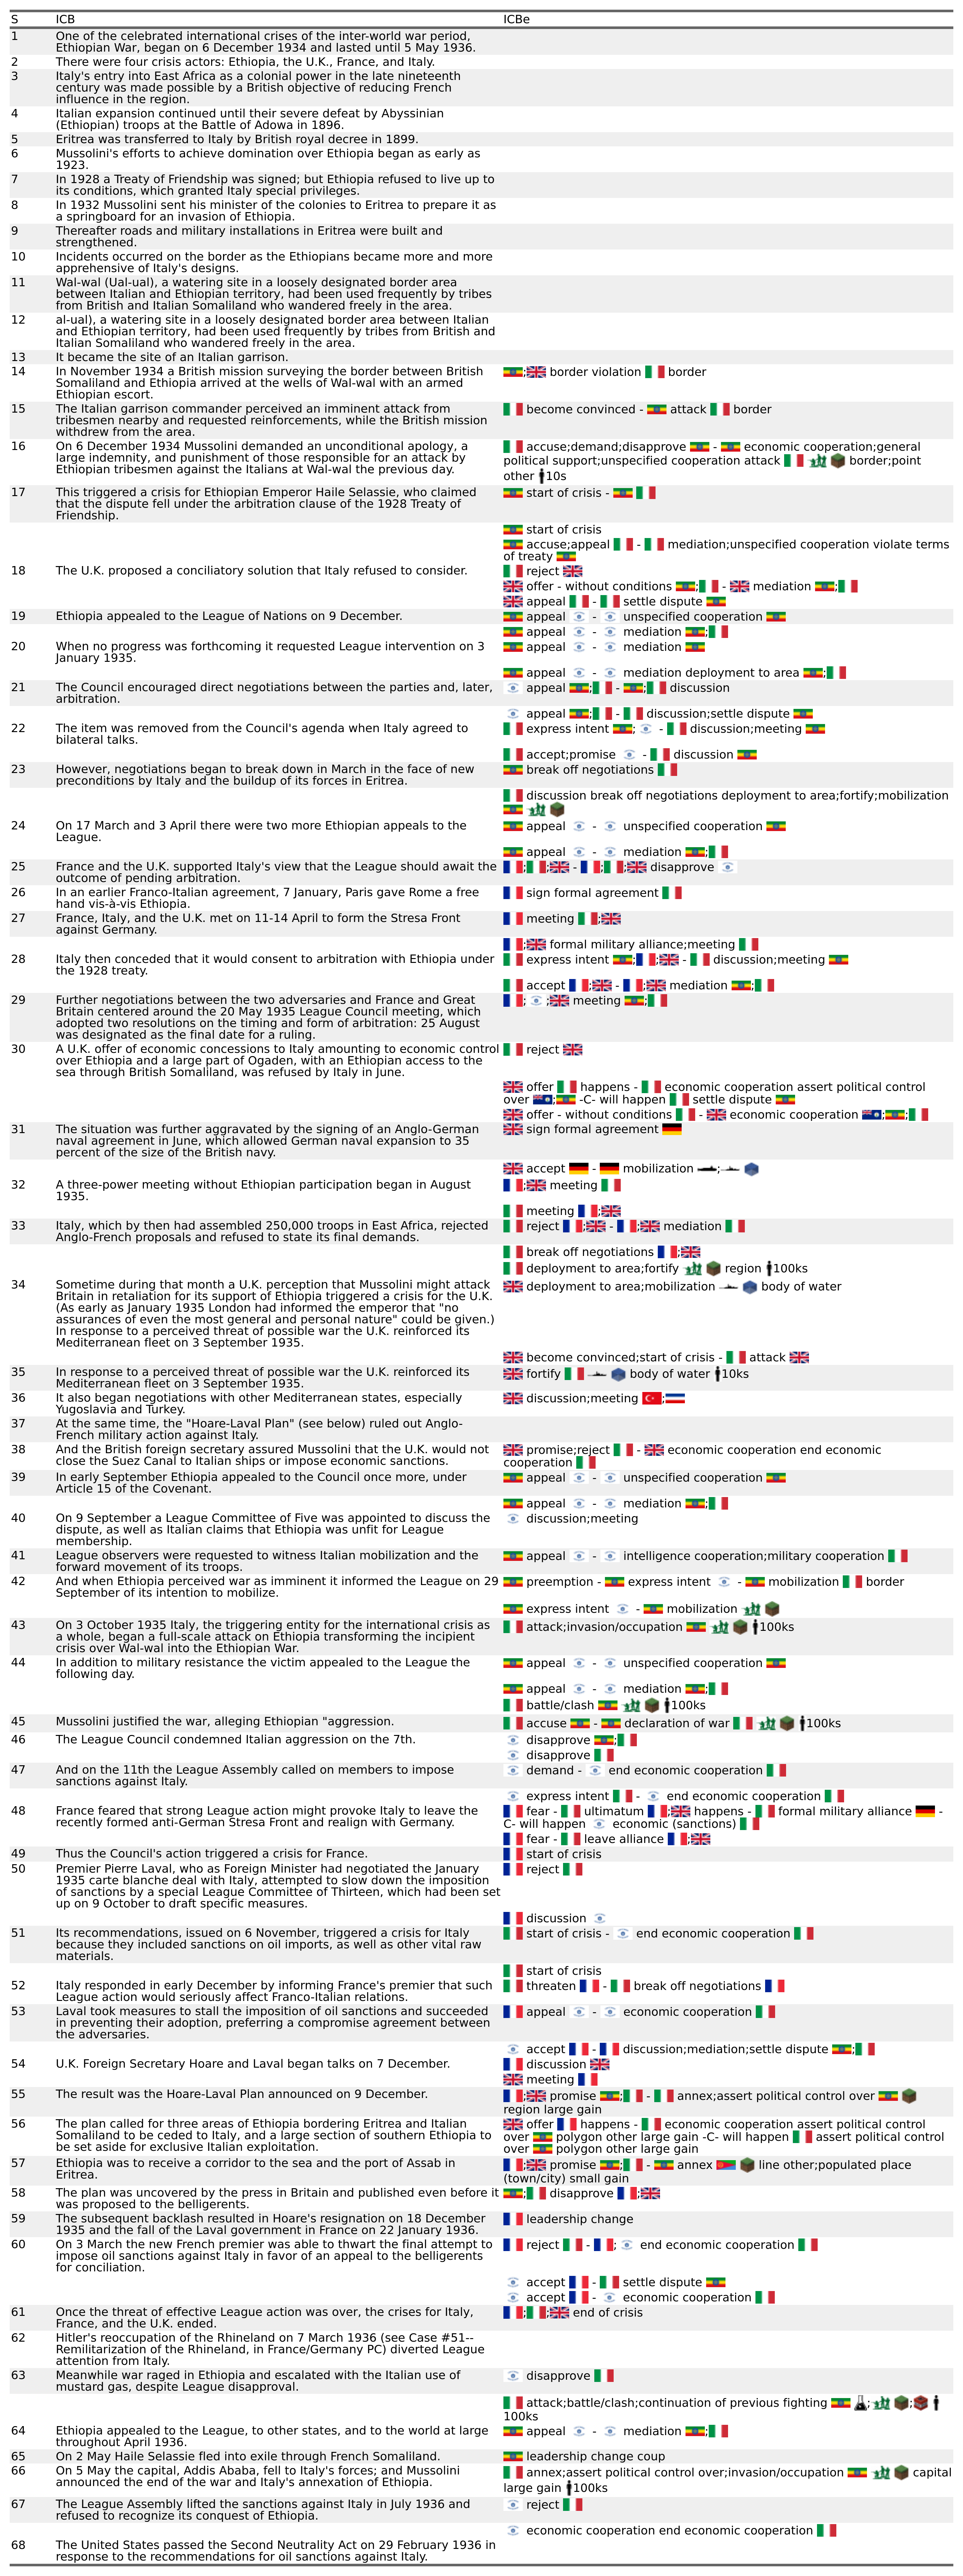 S ICB ICBe
1 One of the celebrated international crises of the inter-world war period,
Ethiopian War, began on 6 December 1934 and lasted until 5 May 1936.
2 There were four crisis actors: Ethiopia, the U.K., France, and Italy.
3 Italy's entry into East Africa as a colonial power in the late nineteenth
century was made possible by a British objective of reducing French
influence in the region.
4 Italian expansion continued until their severe defeat by Abyssinian
(Ethiopian) troops at the Battle of Adowa in 1896.
5 Eritrea was transferred to Italy by British royal decree in 1899.
6 Mussolini's efforts to achieve domination over Ethiopia began as early as
1923.
7 In 1928 a Treaty of Friendship was signed; but Ethiopia refused to live up to
its conditions, which granted Italy special privileges.
8 In 1932 Mussolini sent his minister of the colonies to Eritrea to prepare it as
a springboard for an invasion of Ethiopia.
9 Thereafter roads and military installations in Eritrea were built and
strengthened.
10 Incidents occurred on the border as the Ethiopians became more and more
apprehensive of Italy's designs.
11 Wal-wal (Ual-ual), a watering site in a loosely designated border area
between Italian and Ethiopian territory, had been used frequently by tribes
from British and Italian Somaliland who wandered freely in the area.
12 al-ual), a watering site in a loosely designated border area between Italian
and Ethiopian territory, had been used frequently by tribes from British and
Italian Somaliland who wandered freely in the area.
13 It became the site of an Italian garrison.
14 In November 1934 a British mission surveying the border between British
Somaliland and Ethiopia arrived at the wells of Wal-wal with an armed
Ethiopian escort.
; border violation border
15 The Italian garrison commander perceived an imminent attack from
tribesmen nearby and requested reinforcements, while the British mission
withdrew from the area.
become convinced - attack border
16 On 6 December 1934 Mussolini demanded an unconditional apology, a
large indemnity, and punishment of those responsible for an attack by
Ethiopian tribesmen against the Italians at Wal-wal the previous day.
accuse;demand;disapprove - economic cooperation;general
political support;unspecified cooperation attack border;point
other 10s
17 This triggered a crisis for Ethiopian Emperor Haile Selassie, who claimed
that the dispute fell under the arbitration clause of the 1928 Treaty of
Friendship.
start of crisis -
start of crisis
accuse;appeal - mediation;unspecified cooperation violate terms
of treaty
18 The U.K. proposed a conciliatory solution that Italy refused to consider.
reject
offer - without conditions ; - mediation ;
appeal - settle dispute
19 Ethiopia appealed to the League of Nations on 9 December.
appeal - unspecified cooperation
appeal - mediation ;
20 When no progress was forthcoming it requested League intervention on 3
January 1935.
appeal - mediation
appeal - mediation deployment to area ;
21 The Council encouraged direct negotiations between the parties and, later,
arbitration.
appeal ; - ; discussion
appeal ; - discussion;settle dispute
22 The item was removed from the Council's agenda when Italy agreed to
bilateral talks.
express intent ; - discussion;meeting
accept;promise - discussion
23 However, negotiations began to break down in March in the face of new
preconditions by Italy and the buildup of its forces in Eritrea.
break off negotiations
discussion break off negotiations deployment to area;fortify;mobilization
24 On 17 March and 3 April there were two more Ethiopian appeals to the
League.
appeal - unspecified cooperation
appeal - mediation ;
25 France and the U.K. supported Italy's view that the League should await the
outcome of pending arbitration.
; ; - ; ; disapprove
26 In an earlier Franco-Italian agreement, 7 January, Paris gave Rome a free
hand vis-à-vis Ethiopia.
sign formal agreement
27 France, Italy, and the U.K. met on 11-14 April to form the Stresa Front
against Germany.
meeting ;
; formal military alliance;meeting
28 Italy then conceded that it would consent to arbitration with Ethiopia under
the 1928 treaty.
express intent ; ; - discussion;meeting
accept ; - ; mediation ;
29 Further negotiations between the two adversaries and France and Great
Britain centered around the 20 May 1935 League Council meeting, which
adopted two resolutions on the timing and form of arbitration: 25 August
was designated as the final date for a ruling.
; ; meeting ;
30 A U.K. offer of economic concessions to Italy amounting to economic control
over Ethiopia and a large part of Ogaden, with an Ethiopian access to the
sea through British Somaliland, was refused by Italy in June.
reject
offer happens - economic cooperation assert political control
over ; -C- will happen settle dispute
offer - without conditions - economic cooperation ; ;
31 The situation was further aggravated by the signing of an Anglo-German
naval agreement in June, which allowed German naval expansion to 35
percent of the size of the British navy.
sign formal agreement
accept - mobilization ;
32 A three-power meeting without Ethiopian participation began in August
1935.
; meeting
meeting ;
33 Italy, which by then had assembled 250,000 troops in East Africa, rejected
Anglo-French proposals and refused to state its final demands.
reject ; - ; mediation
break off negotiations ;
deployment to area;fortify region 100ks
34 Sometime during that month a U.K. perception that Mussolini might attack
Britain in retaliation for its support of Ethiopia triggered a crisis for the U.K.
(As early as January 1935 London had informed the emperor that "no
assurances of even the most general and personal nature" could be given.)
In response to a perceived threat of possible war the U.K. reinforced its
Mediterranean fleet on 3 September 1935.
deployment to area;mobilization body of water
become convinced;start of crisis - attack
35 In response to a perceived threat of possible war the U.K. reinforced its
Mediterranean fleet on 3 September 1935.
fortify body of water 10ks
36 It also began negotiations with other Mediterranean states, especially
Yugoslavia and Turkey.
discussion;meeting ;
37 At the same time, the "Hoare-Laval Plan" (see below) ruled out Anglo-
French military action against Italy.
38 And the British foreign secretary assured Mussolini that the U.K. would not
close the Suez Canal to Italian ships or impose economic sanctions.
promise;reject - economic cooperation end economic
cooperation
39 In early September Ethiopia appealed to the Council once more, under
Article 15 of the Covenant.
appeal - unspecified cooperation
appeal - mediation ;
40 On 9 September a League Committee of Five was appointed to discuss the
dispute, as well as Italian claims that Ethiopia was unfit for League
membership.
discussion;meeting
41 League observers were requested to witness Italian mobilization and the
forward movement of its troops.
appeal - intelligence cooperation;military cooperation
42 And when Ethiopia perceived war as imminent it informed the League on 29
September of its intention to mobilize.
preemption - express intent - mobilization border
express intent - mobilization
43 On 3 October 1935 Italy, the triggering entity for the international crisis as
a whole, began a full-scale attack on Ethiopia transforming the incipient
crisis over Wal-wal into the Ethiopian War.
attack;invasion/occupation 100ks
44 In addition to military resistance the victim appealed to the League the
following day.
appeal - unspecified cooperation
appeal - mediation ;
battle/clash 100ks
45 Mussolini justified the war, alleging Ethiopian "aggression.
accuse - declaration of war 100ks
46 The League Council condemned Italian aggression on the 7th.
disapprove ;
disapprove
47 And on the 11th the League Assembly called on members to impose
sanctions against Italy.
demand - end economic cooperation
express intent - end economic cooperation
48 France feared that strong League action might provoke Italy to leave the
recently formed anti-German Stresa Front and realign with Germany.
fear - ultimatum ; happens - formal military alliance -
C- will happen economic (sanctions)
fear - leave alliance ;
49 Thus the Council's action triggered a crisis for France.
start of crisis
50 Premier Pierre Laval, who as Foreign Minister had negotiated the January
1935 carte blanche deal with Italy, attempted to slow down the imposition
of sanctions by a special League Committee of Thirteen, which had been set
up on 9 October to draft specific measures.
reject
discussion
51 Its recommendations, issued on 6 November, triggered a crisis for Italy
because they included sanctions on oil imports, as well as other vital raw
materials.
start of crisis - end economic cooperation
start of crisis
52 Italy responded in early December by informing France's premier that such
League action would seriously affect Franco-Italian relations.
threaten - break off negotiations
53 Laval took measures to stall the imposition of oil sanctions and succeeded
in preventing their adoption, preferring a compromise agreement between
the adversaries.
appeal - economic cooperation
accept - discussion;mediation;settle dispute ;
54 U.K. Foreign Secretary Hoare and Laval began talks on 7 December.
discussion
meeting
55 The result was the Hoare-Laval Plan announced on 9 December.
; promise ; - annex;assert political control over
region large gain
56 The plan called for three areas of Ethiopia bordering Eritrea and Italian
Somaliland to be ceded to Italy, and a large section of southern Ethiopia to
be set aside for exclusive Italian exploitation.
offer happens - economic cooperation assert political control
over polygon other large gain -C- will happen assert political control
over polygon other large gain
57 Ethiopia was to receive a corridor to the sea and the port of Assab in
Eritrea.
; promise ; - annex line other;populated place
(town/city) small gain
58 The plan was uncovered by the press in Britain and published even before it
was proposed to the belligerents.
; disapprove ;
59 The subsequent backlash resulted in Hoare's resignation on 18 December
1935 and the fall of the Laval government in France on 22 January 1936.
leadership change
60 On 3 March the new French premier was able to thwart the final attempt to
impose oil sanctions against Italy in favor of an appeal to the belligerents
for conciliation.
reject - ; end economic cooperation
accept - settle dispute
accept - economic cooperation
61 Once the threat of effective League action was over, the crises for Italy,
France, and the U.K. ended.
; ; end of crisis
62 Hitler's reoccupation of the Rhineland on 7 March 1936 (see Case #51--
Remilitarization of the Rhineland, in France/Germany PC) diverted League
attention from Italy.
63 Meanwhile war raged in Ethiopia and escalated with the Italian use of
mustard gas, despite League disapproval.
disapprove
attack;battle/clash;continuation of previous fighting ; ;
100ks
64 Ethiopia appealed to the League, to other states, and to the world at large
throughout April 1936.
appeal - mediation ;
65 On 2 May Haile Selassie fled into exile through French Somaliland.
leadership change coup
66 On 5 May the capital, Addis Ababa, fell to Italy's forces; and Mussolini
announced the end of the war and Italy's annexation of Ethiopia.
annex;assert political control over;invasion/occupation capital
large gain 100ks
67 The League Assembly lifted the sanctions against Italy in July 1936 and
refused to recognize its conquest of Ethiopia.
reject
economic cooperation end economic cooperation
68 The United States passed the Second Neutrality Act on 29 February 1936 in
response to the recommendations for oil sanctions against Italy.